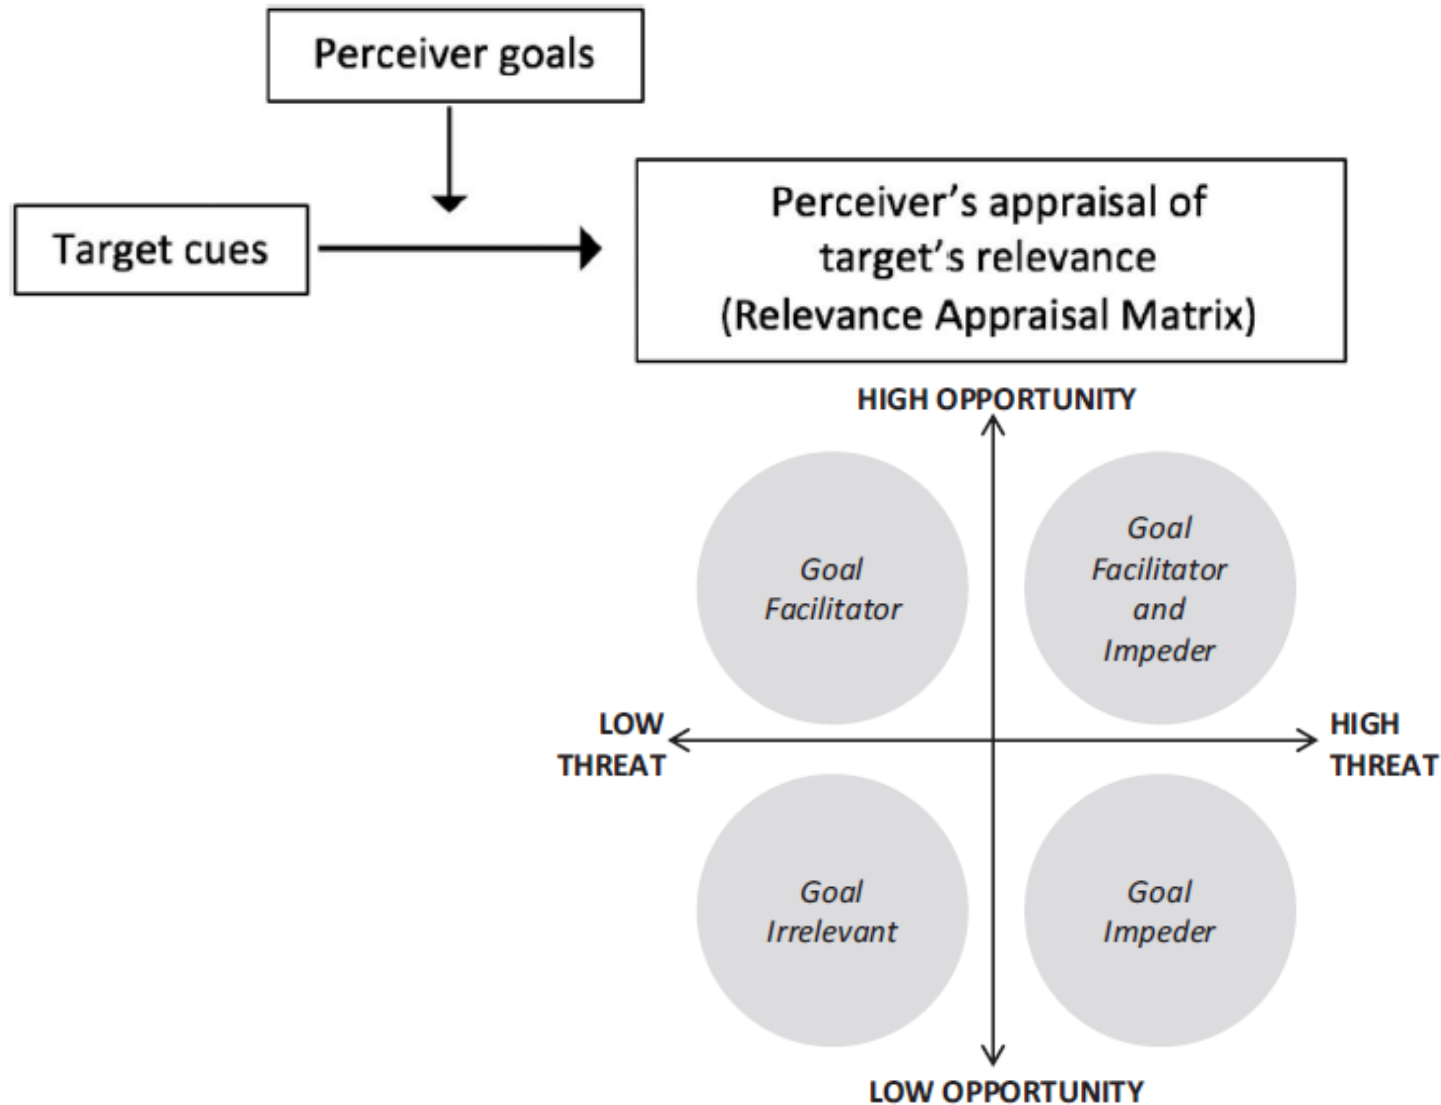 Perceiver goals
Target cues
Perceiver’s appraisal of
target’s relevance
(Relevance Appraisal Matrix)
HIGH OPPORTUNITY
Goal
Facilitator
Goal
Facilitator
and
Impeder
LOW
THREAT
HIGH
THREAT
Goal
Irrelevant
Goal
Impeder
LOW OPPORTUNITY